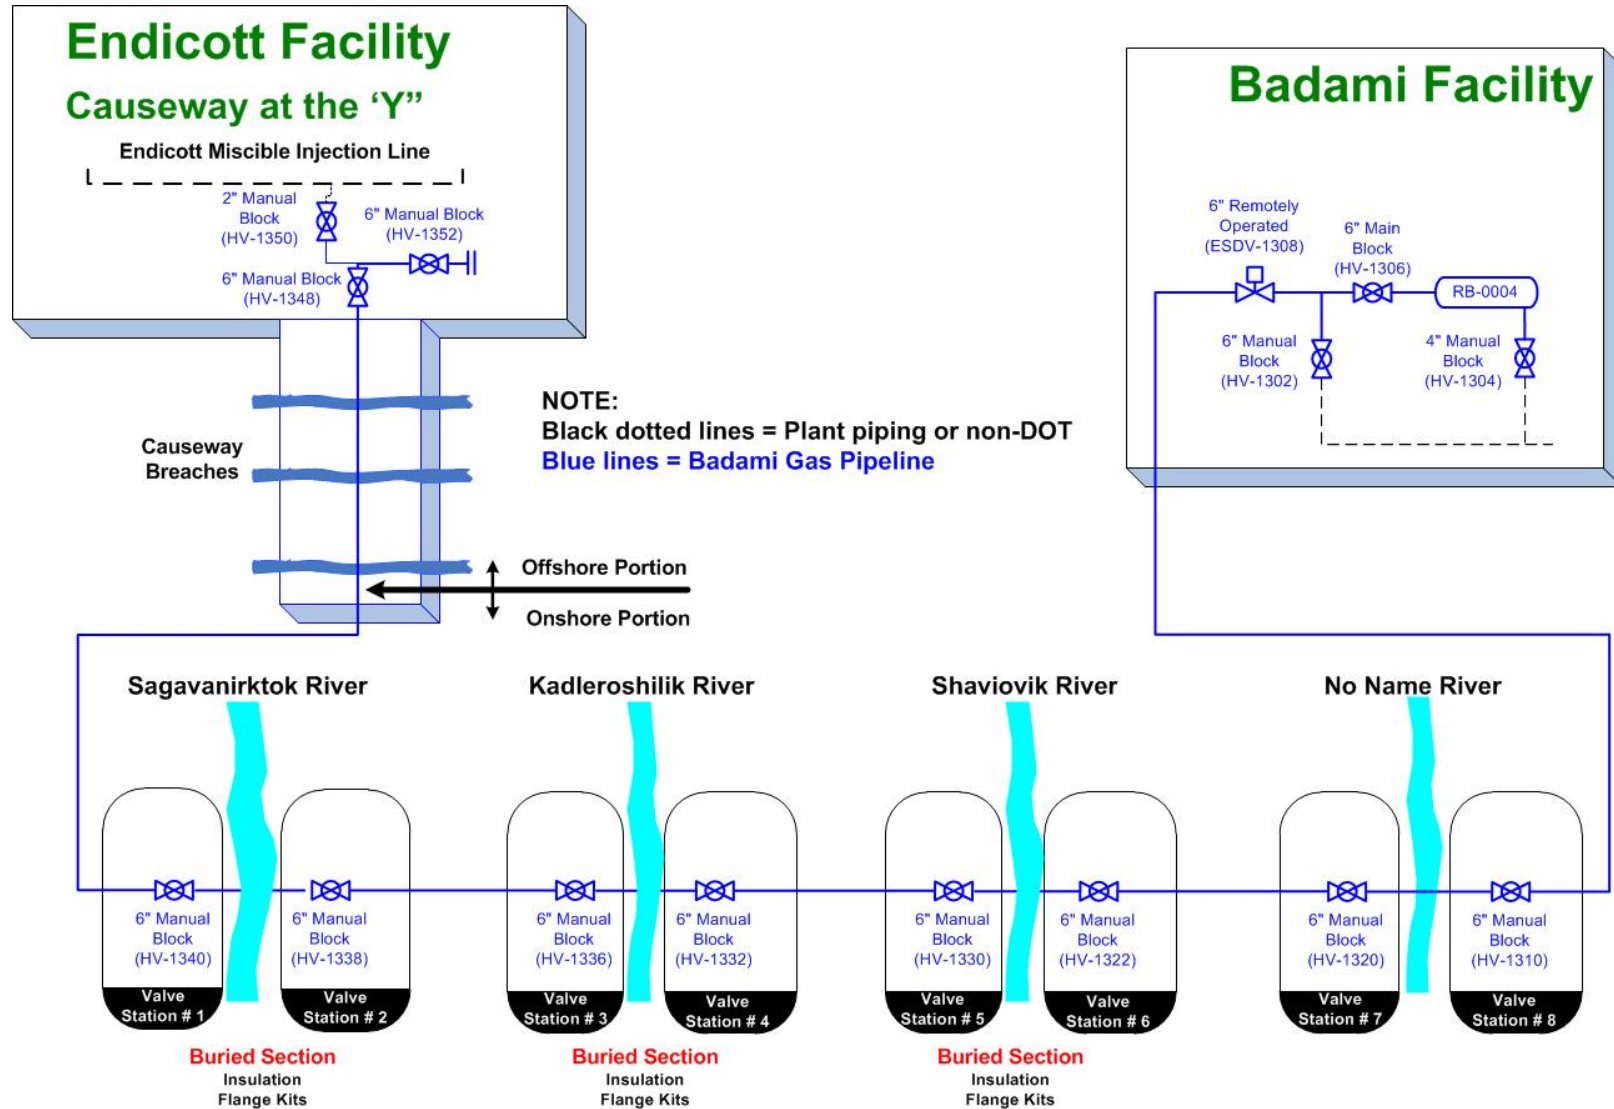 Endicott Facility
Causeway at the ‘Y”
Endicott Miscible Injection Line
2" Manual
Block
(HV-1350)
6" Manual Block
(HV-1352)
6" Manual Block
(HV-1348)
Badami Facility
6" Remotely
Operated
(ESDV-1308)
6" Main
Block
(HV-1306)
RB-0004
6" Manual
Block
(HV-1302)
4" Manual
Block
(HV-1304)
Causeway
Breaches
NOTE:
Black dotted lines = Plant piping or non-DOT
Blue lines = Badami Gas Pipeline
Offshore Portion
Onshore Portion
Sagavanirktok River
Kadleroshilik River
Shaviovik River
No Name River
6" Manual
Block
(HV-1340)
Valve
Station # 1
6" Manual
Block
(HV-1338)
Valve
Station # 2
6" Manual
Block
(HV-1336)
Valve
Station # 3
6" Manual
Block
(HV-1332)
Valve
Station # 4
6" Manual
Block
(HV-1330)
Valve
Station # 5
6" Manual
Block
(HV-1322)
Valve
Station # 6
6" Manual
Block
(HV-1320)
Valve
Station # 7
6" Manual
Block
(HV-1310)
Valve
Station # 8
Buried Section
Insulation
Flange Kits
Buried Section
Insulation
Flange Kits
Buried Section
Insulation
Flange Kits